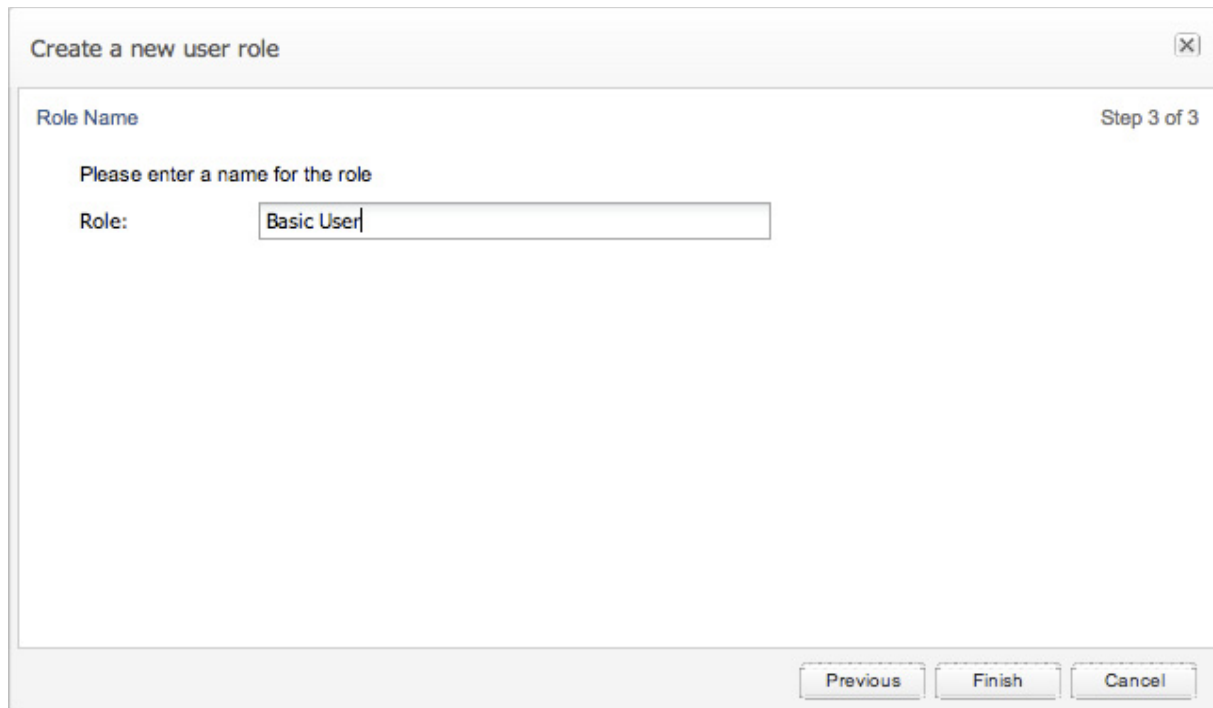 Create a new user role
Role Name
Step 3 of 3
Please enter a name for the role
Role: Basic User
Previous Finish Cancel